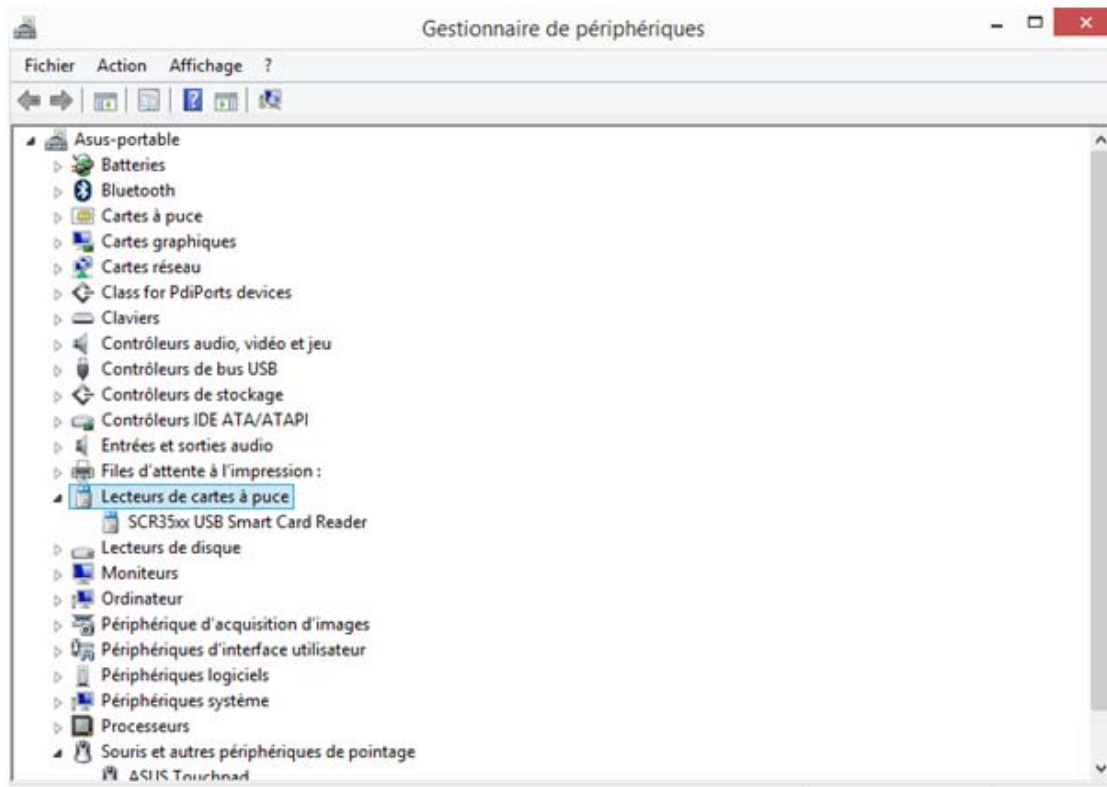 Gestionnaire de périphériques
Fichier Action Affichage ?
Asus-portable
Batteries
Bluetooth
Cartes à puce
Cartes graphiques
Cartes réseau
Class for PdiPorts devices
Claviers
Contrôleurs audio, vidéo et jeu
Contrôleurs de bus USB
Contrôleurs de stockage
Contrôleurs IDE ATA/ATAPI
Entrées et sorties audio
Files d'attente à l'impression :
Lecteurs de cartes à puce
SCR35xx USB Smart Card Reader
Lecteurs de disque
Moniteurs
Ordinateur
Périphérique d'acquisition d'images
Périphériques d'interface utilisateur
Périphériques logiciels
Périphériques système
Processeurs
Souris et autres périphériques de pointage
ASUS Touchpad